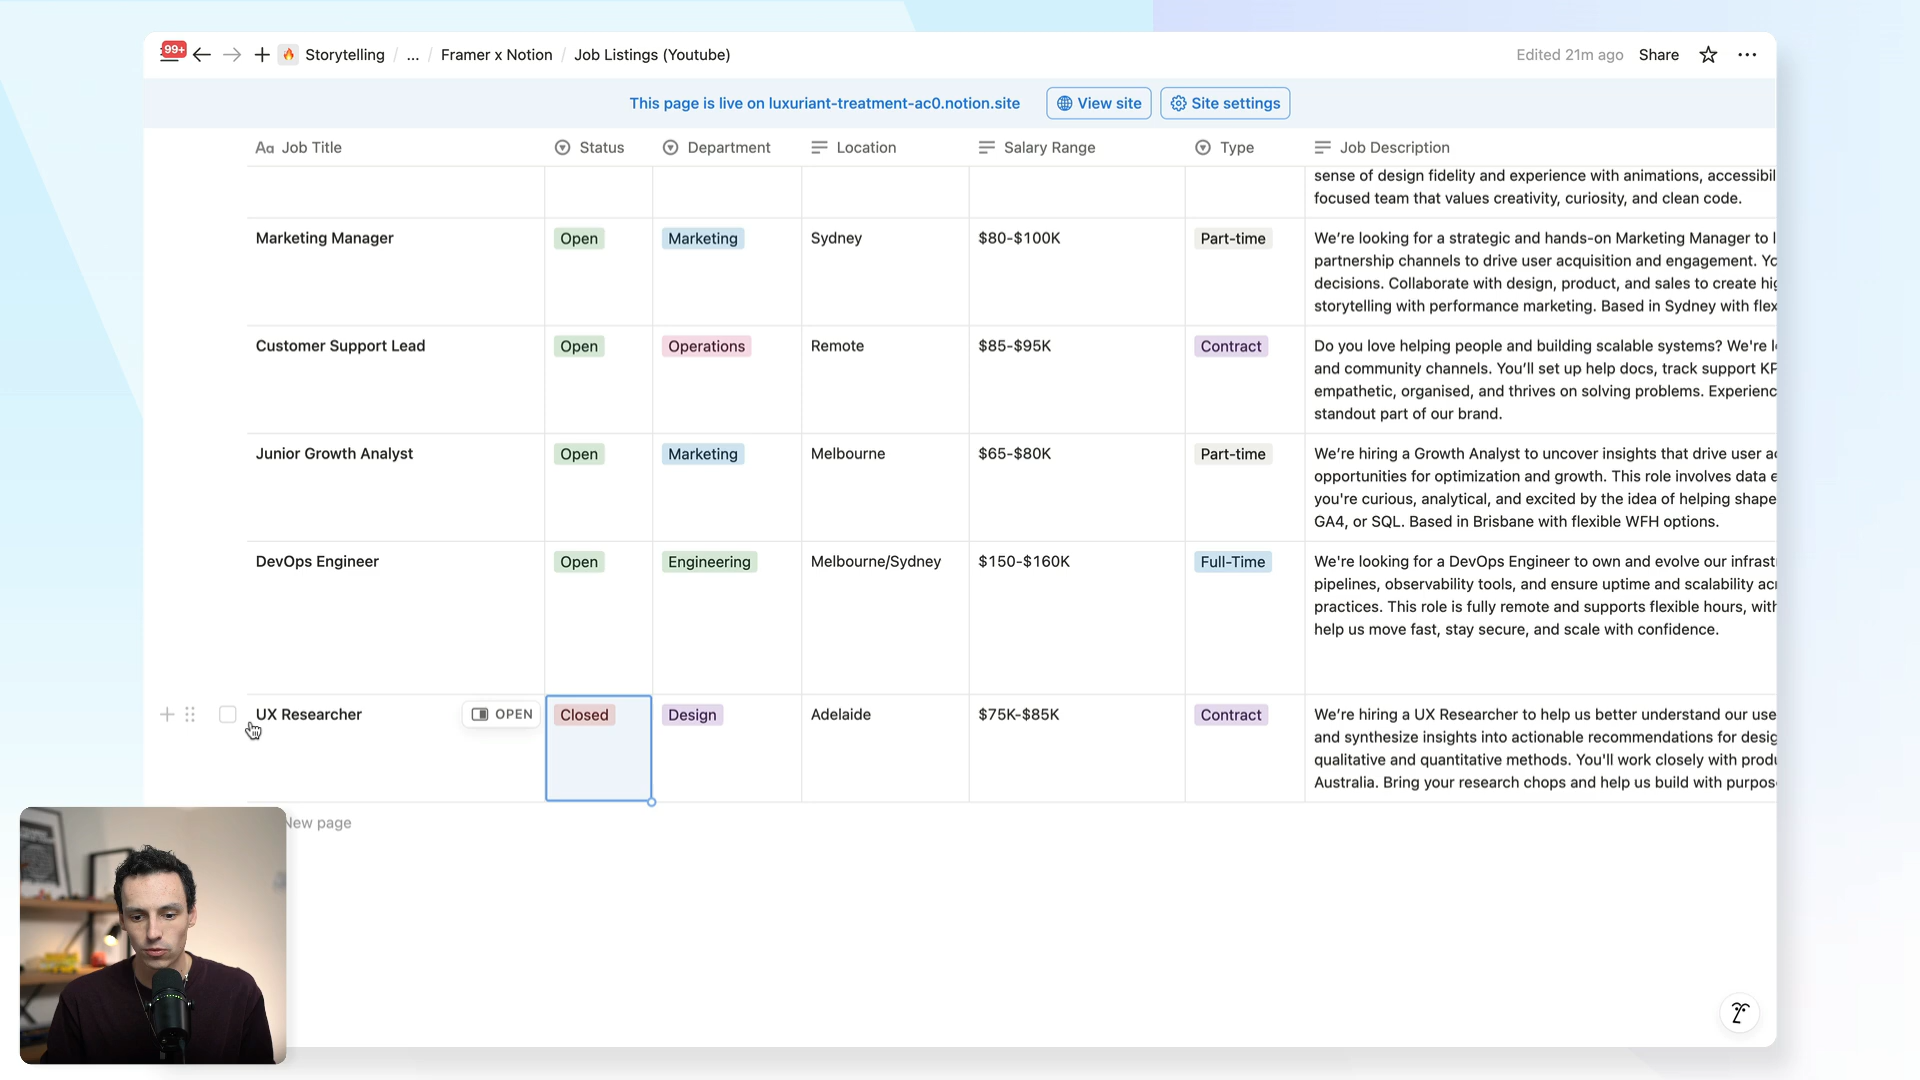 99+
Storytelling / ... / Framer x Notion / Job Listings (Youtube)
Edited 21m ago Share
This page is live on luxuriant-treatment-ac0.notion.site View site Site settings
Aa Job Title Status Department Location Salary Range Type Job Description
sense of design fidelity and experience with animations, accessibil
focused team that values creativity, curiosity, and clean code.
Marketing Manager Open Marketing Sydney $80-$100K Part-time We're looking for a strategic and hands-on Marketing Manager to l
partnership channels to drive user acquisition and engagement. Yo
decisions. Collaborate with design, product, and sales to create hig
storytelling with performance marketing. Based in Sydney with flex
Customer Support Lead Open Operations Remote $85-$95K Contract Do you love helping people and building scalable systems? We're l
and community channels. You'll set up help docs, track support KP
empathetic, organised, and thrives on solving problems. Experienc
standout part of our brand.
Junior Growth Analyst Open Marketing Melbourne $65-$80K Part-time We're hiring a Growth Analyst to uncover insights that drive user a
opportunities for optimization and growth. This role involves data e
you're curious, analytical, and excited by the idea of helping shape
GA4, or SQL. Based in Brisbane with flexible WFH options.
DevOps Engineer Open Engineering Melbourne/Sydney $150-$160K Full-Time We're looking for a DevOps Engineer to own and evolve our infrast
pipelines, observability tools, and ensure uptime and scalability ac
practices. This role is fully remote and supports flexible hours, with
help us move fast, stay secure, and scale with confidence.
UX Researcher OPEN Closed Design Adelaide $75K-$85K Contract We're hiring a UX Researcher to help us better understand our use
and synthesize insights into actionable recommendations for desig
qualitative and quantitative methods. You'll work closely with produ
Australia. Bring your research chops and help us build with purpos
New page